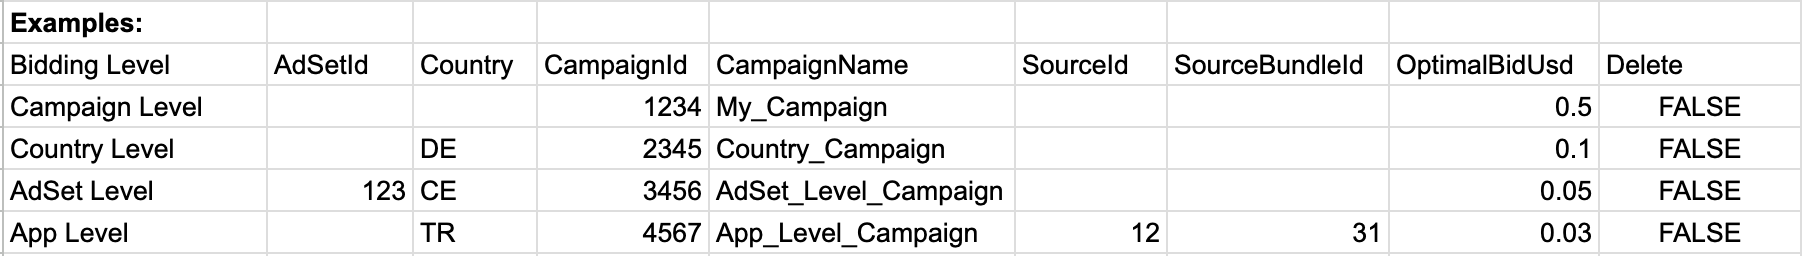 Examples:
Bidding Level AdSetId Country CampaignId CampaignName SourceId SourceBundleId OptimalBidUsd Delete
Campaign Level 1234 My_Campaign 0.5 FALSE
Country Level DE 2345 Country_Campaign 0.1 FALSE
AdSet Level 123 CE 3456 AdSet_Level_Campaign 0.05 FALSE
App Level TR 4567 App_Level_Campaign 12 31 0.03 FALSE